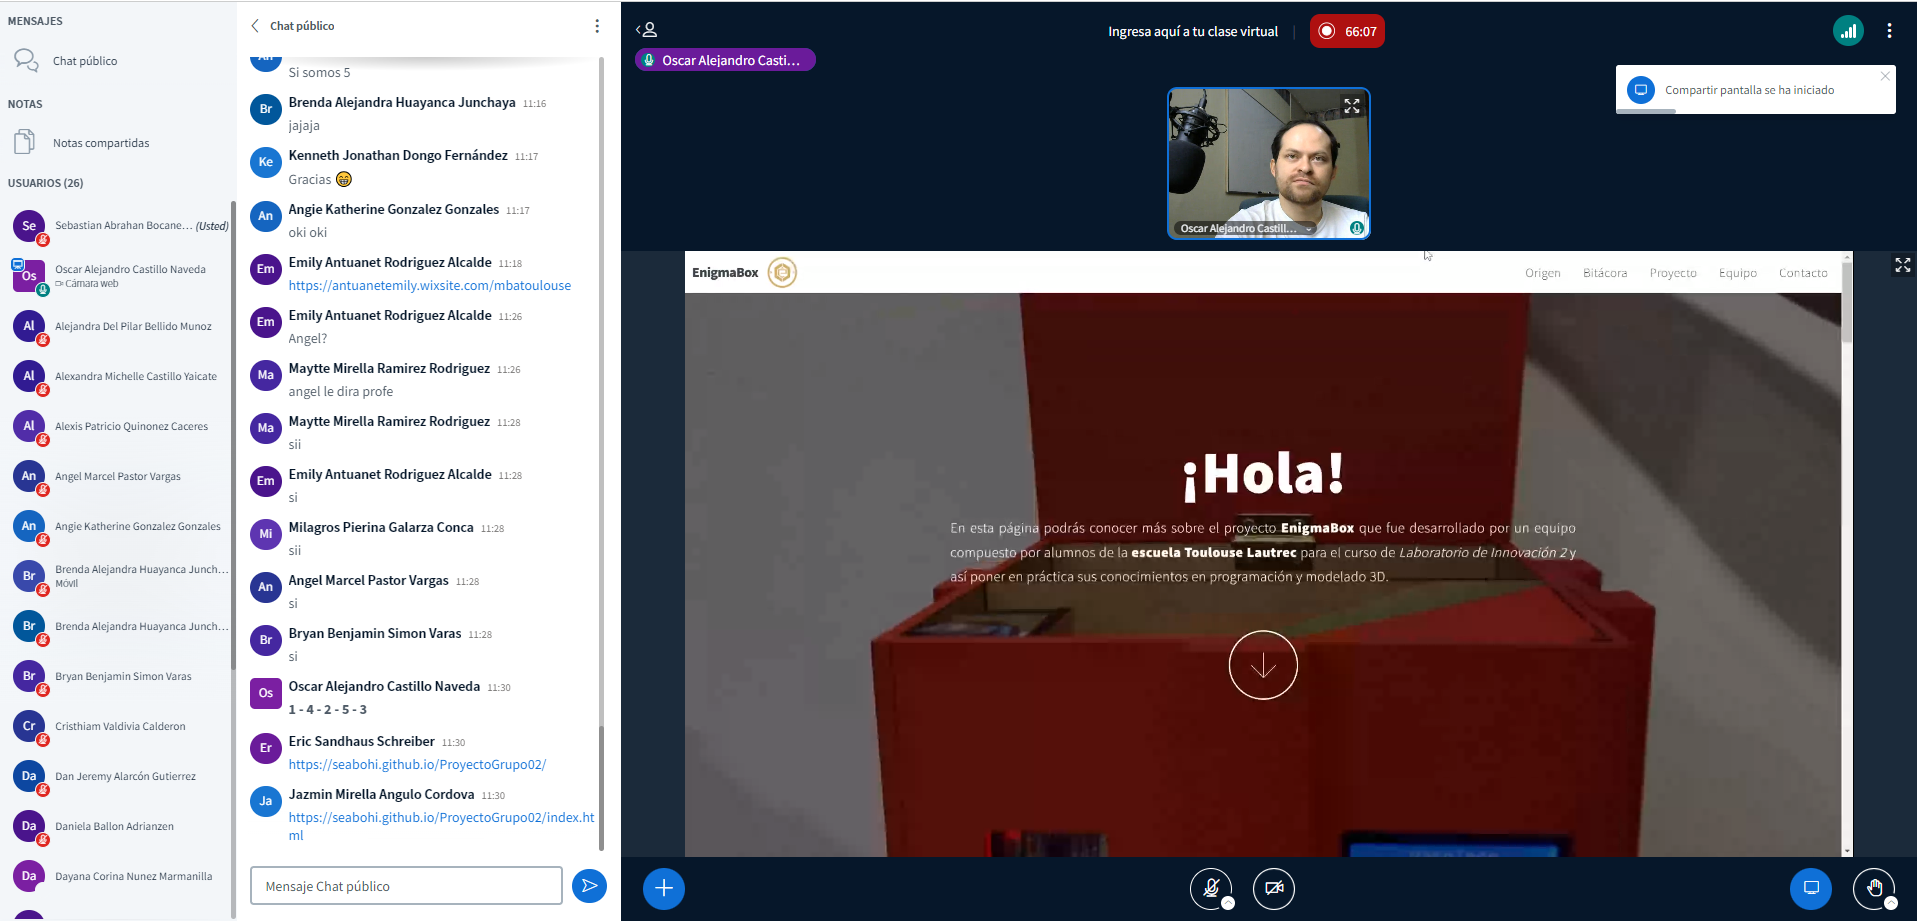 MENSAJES
Chat público
NOTAS
Notas compartidas
USUARIOS (26)
Se
Sebastian Abrahan Bocane... (Usted)
Os
Oscar Alejandro Castillo Naveda
Cámara web
Al
Alejandra Del Pilar Bellido Munoz
Al
Alexandra Michelle Castillo Yaicate
Al
Alexis Patricio Quinonez Caceres
An
Angel Marcel Pastor Vargas
An
Angie Katherine Gonzalez Gonzales
Br
Brenda Alejandra Huayanca Junch...
MÓVIL
Br
Brenda Alejandra Huayanca Junch...
Br
Bryan Benjamin Simon Varas
Cr
Cristhiam Valdivia Calderon
Da
Dan Jeremy Alarcón Gutierrez
Da
Daniela Ballon Adrianzen
Da
Dayana Corina Nunez Marmanilla
Chat público
An
Si somos 5
Br
Brenda Alejandra Huayanca Junchaya 11:16
jajaja
Ke
Kenneth Jonathan Dongo Fernández 11:17
Gracias 😁
An
Angie Katherine Gonzalez Gonzales 11:17
oki oki
Em
Emily Antuanet Rodriguez Alcalde 11:18
https://antuanetemily.wixsite.com/mbatoulouse
Em
Emily Antuanet Rodriguez Alcalde 11:26
Angel?
Ma
Maytte Mirella Ramirez Rodriguez 11:26
angel le dira profe
Ma
Maytte Mirella Ramirez Rodriguez 11:28
sii
Em
Emily Antuanet Rodriguez Alcalde 11:28
si
Mi
Milagros Pierina Galarza Conca 11:28
sii
An
Angel Marcel Pastor Vargas 11:28
si
Br
Bryan Benjamin Simon Varas 11:28
si
Os
Oscar Alejandro Castillo Naveda 11:30
1 - 4 - 2 - 5 - 3
Er
Eric Sandhaus Schreiber 11:30
https://seabohi.github.io/ProyectoGrupo02/
Ja
Jazmin Mirella Angulo Cordova 11:30
https://seabohi.github.io/ProyectoGrupo02/index.ht
ml
Mensaje Chat público
Ingresa aquí a tu clase virtual
66:07
Oscar Alejandro Casti...
Compartir pantalla se ha iniciado
Oscar Alejandro Castill...
EnigmaBox
Origen Bitácora Proyecto Equipo Contacto
¡Hola!
En esta página podrás conocer más sobre el proyecto EnigmaBox que fue desarrollado por un equipo
compuesto por alumnos de la escuela Toulouse Lautrec para el curso de Laboratorio de Innovación 2 y
así poner en práctica sus conocimientos en programación y modelado 3D.